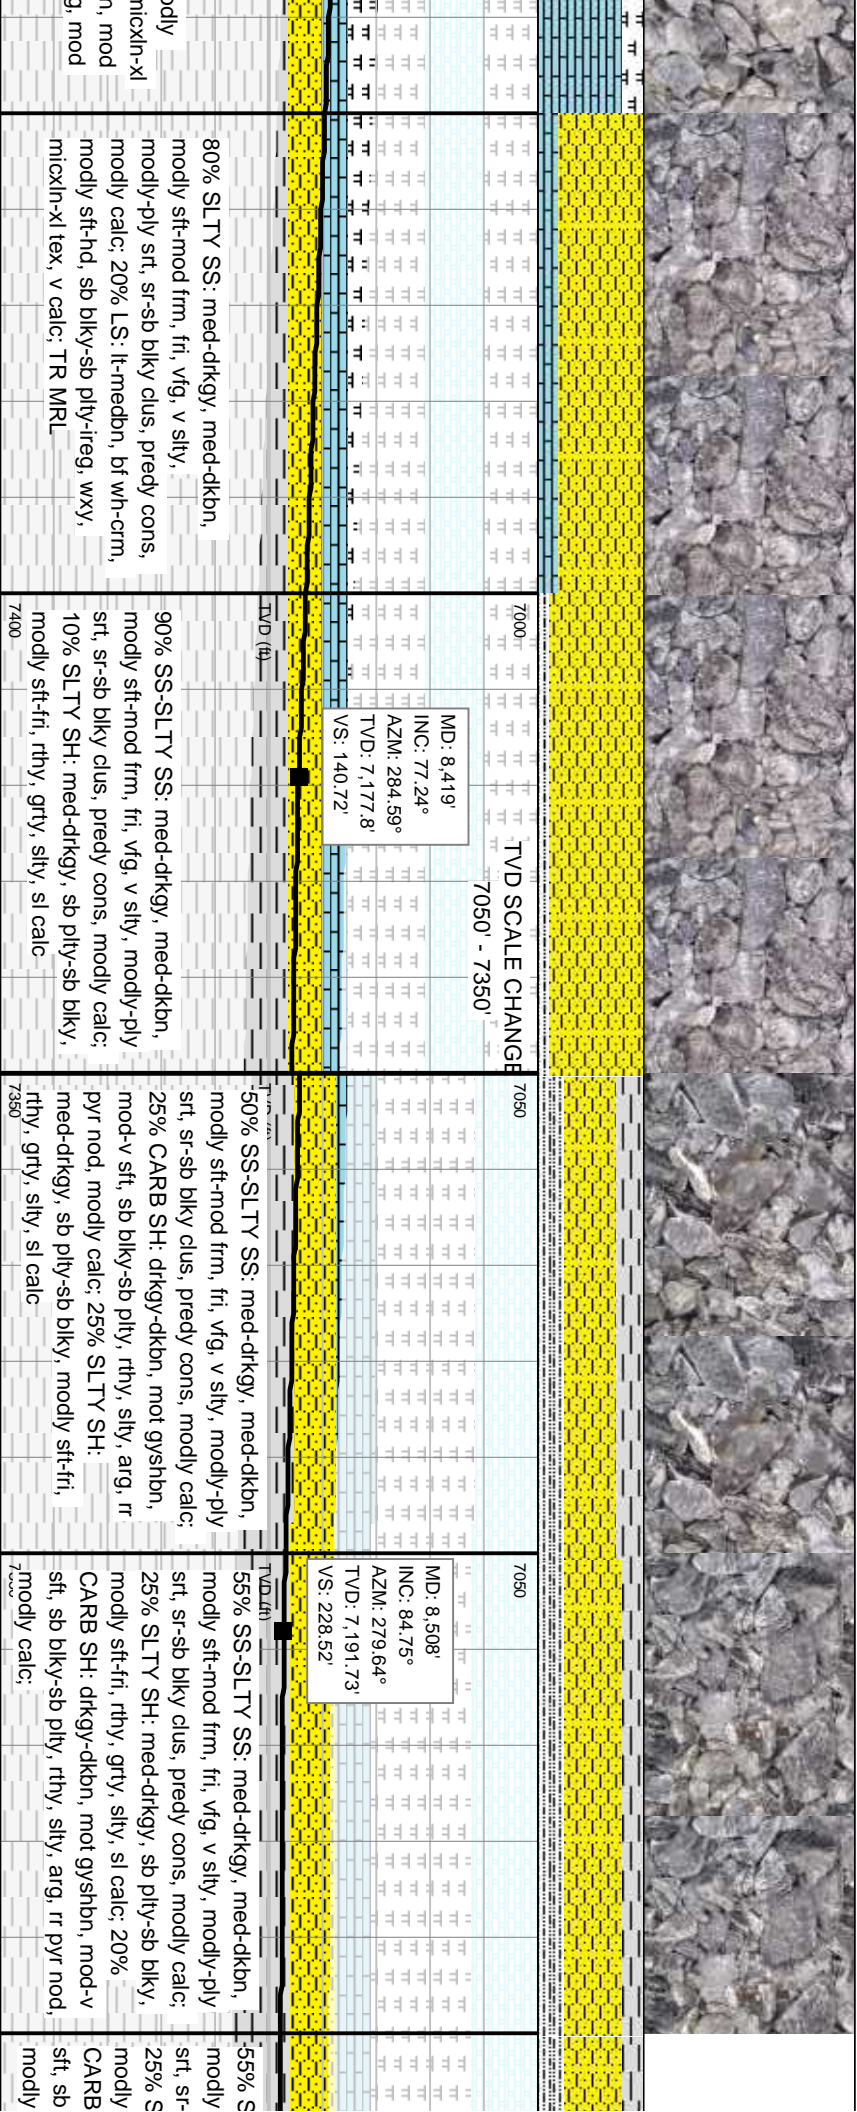 odly
micxln-xl
n, mod
g, mod
80% SLTY SS: med-drkgy, med-dkbn,
modly sft-mod frm, fri, vfg, v slty,
modly-ply srt, sr-sb blky clus, predy cons,
modly calc; 20% LS: lt-medbn, bf wh-crm,
modly sft-hd, sb blky-sb plty-ireg, wxy,
micxln-xl tex, v calc; TR MRL
7000
TVD (ft)
7400
90% SS-SLTY SS: med-drkgy, med-dkbn,
modly sft-mod frm, fri, vfg, v slty, modly-ply
srt, sr-sb blky clus, predy cons, modly calc;
10% SLTY SH: med-drkgy, sb plty-sb blky,
modly sft-fri, rthy, grty, slty, sl calc
MD: 8,419'
INC: 77.24°
AZM: 284.59°
TVD: 7,177.8'
VS: 140.72'
TVD SCALE CHANGE
7050' - 7350'
7050
7350
50% SS-SLTY SS: med-drkgy, med-dkbn,
modly sft-mod frm, fri, vfg, v slty, modly-ply
srt, sr-sb blky clus, predy cons, modly calc;
25% CARB SH: drkgy-dkbn, mot gyshbn,
mod-v sft, sb blky-sb plty, rthy, slty, arg, rr
pyr nod, modly calc; 25% SLTY SH:
med-drkgy, sb plty-sb blky, modly sft-fri,
rthy, grty, slty, sl calc
7050
TVD (ft)
MD: 8,508'
INC: 84.75°
AZM: 279.64°
TVD: 7,191.73'
VS: 228.52'
55% SS-SLTY SS: med-drkgy, med-dkbn,
modly sft-mod frm, fri, vfg, v slty, modly-ply
srt, sr-sb blky clus, predy cons, modly calc;
25% SLTY SH: med-drkgy, sb plty-sb blky,
modly sft-fri, rthy, grty, slty, sl calc; 20%
CARB SH: drkgy-dkbn, mot gyshbn, mod-v
sft, sb blky-sb plty, rthy, slty, arg, rr pyr nod,
modly calc;
55% S
modly
srt, sr-
25% S
modly
CARB
sft, sb
modly